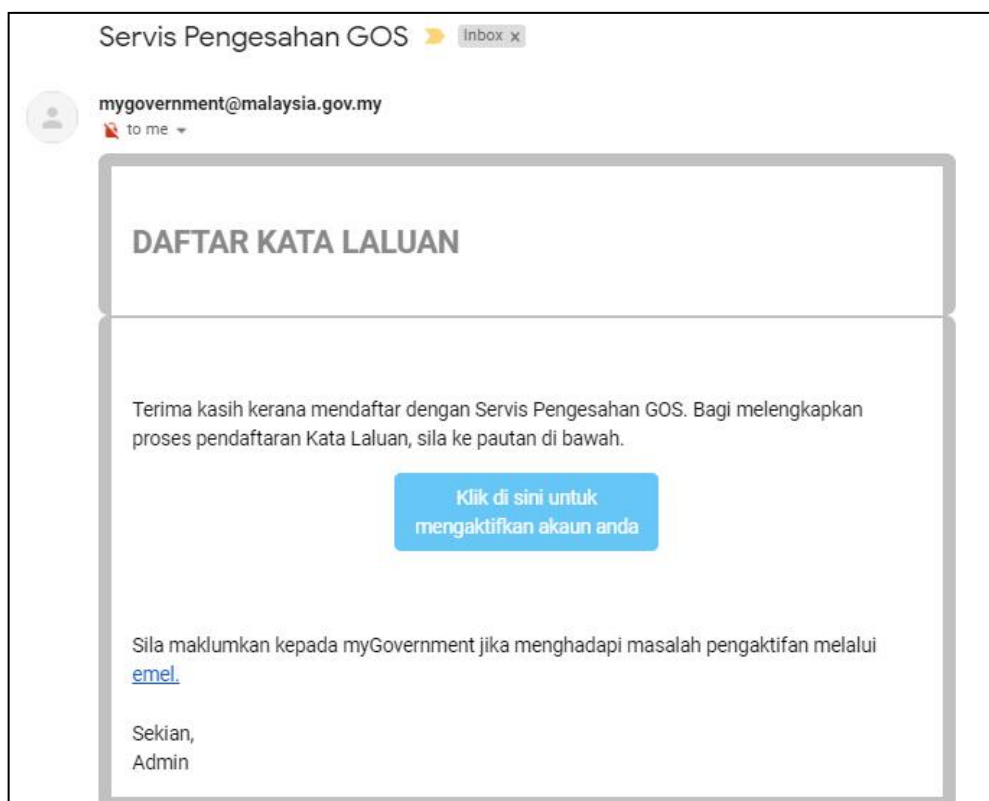 Servis Pengesahan GOS
Inbox x
mygovernment@malaysia.gov.my
to me
DAFTAR KATA LALUAN
Terima kasih kerana mendaftar dengan Servis Pengesahan GOS. Bagi melengkapkan
proses pendaftaran Kata Laluan, sila ke pautan di bawah.
Klik di sini untuk
mengaktifkan akaun anda
Sila maklumkan kepada myGovernment jika menghadapi masalah pengaktifan melalui
emel.
Sekian,
Admin